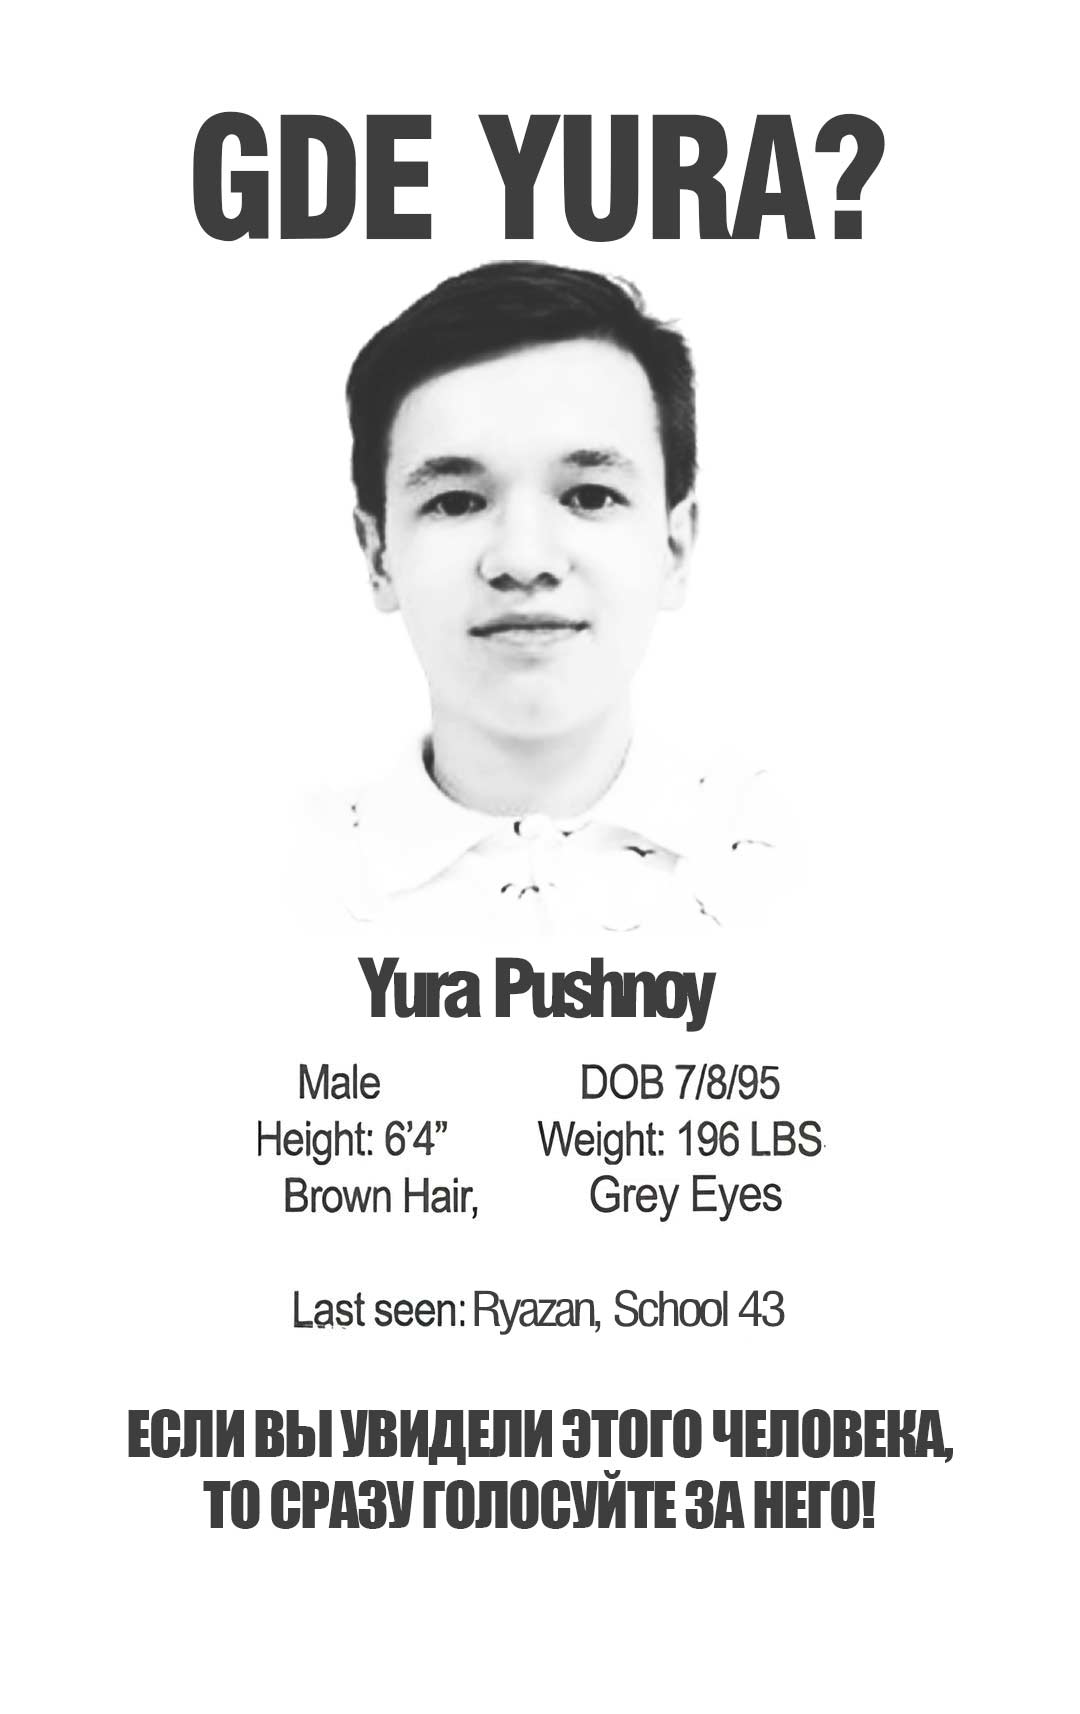 GDE YURA?
Yura Pushnoy
Male DOB 7/8/95
Height: 6’4” Weight: 196 LBS
Brown Hair, Grey Eyes
Last seen: Ryazan, School 43
ЕСЛИ ВЫ УВИДЕЛИ ЭТОГО ЧЕЛОВЕКА,
ТО СРАЗУ ГОЛОСУЙТЕ ЗА НЕГО!